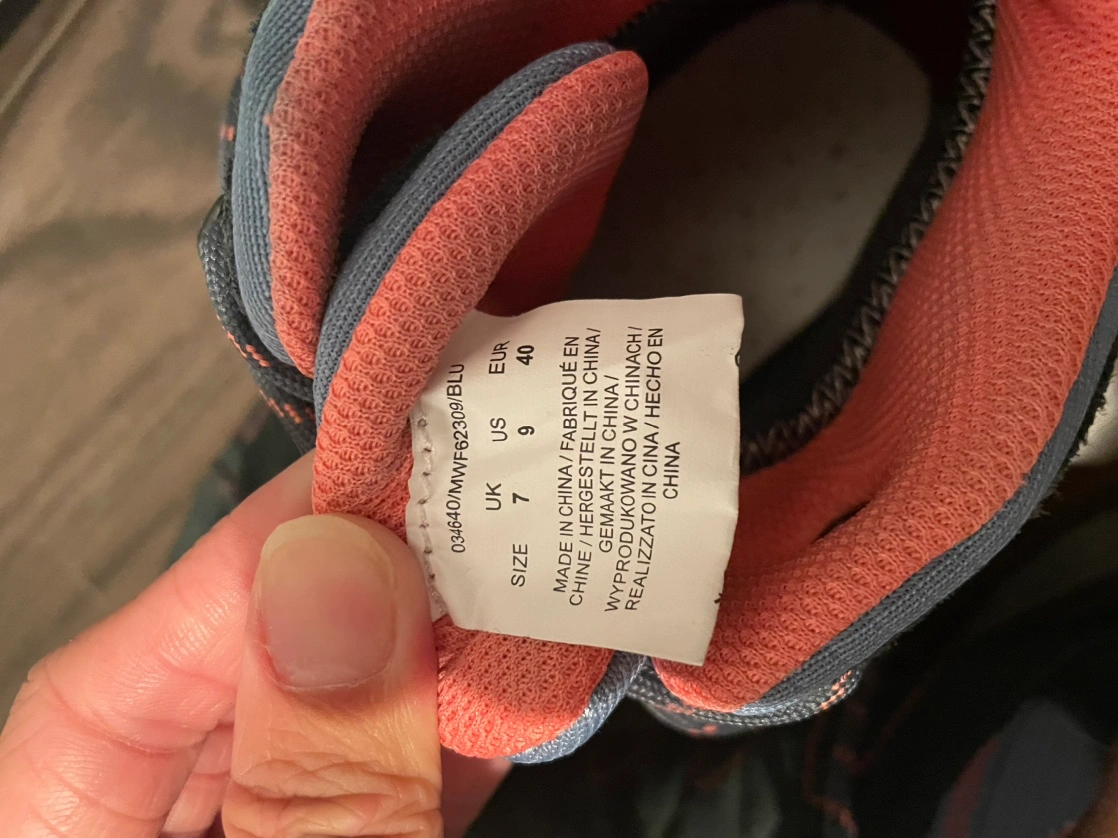 034640/MWF62309/BLU
UK US EUR
SIZE 7 9 40
MADE IN CHINA / FABRIQUÉ EN
CHINE / HERGESTELLT IN CHINA/
GEMAAKT IN CHINA/
WYPRODUKOWANO W CHINACH/
REALIZZATO IN CINA / HECHO EN
CHINA